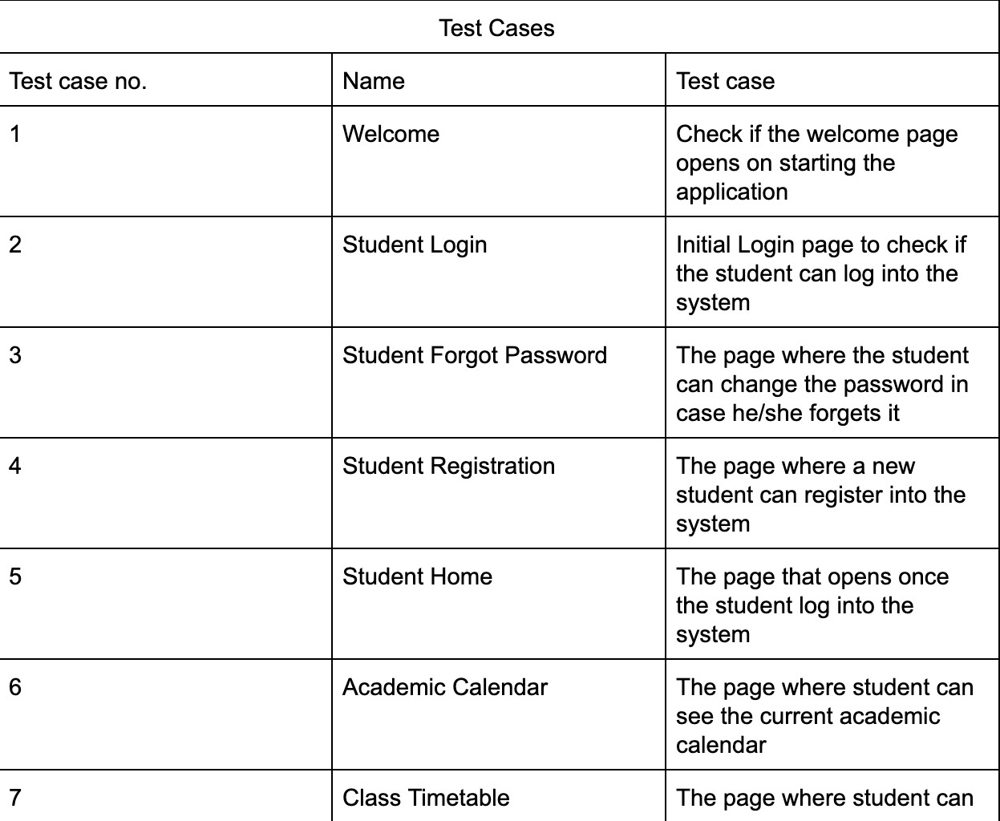 Test Cases
Test case no.
Name
Test case
1
Welcome
Check if the welcome page
opens on starting the
application
2
Student Login
Initial Login page to check if
the student can log into the
system
3
Student Forgot Password
The page where the student
can change the password in
case he/she forgets it
4
Student Registration
The page where a new
student can register into the
system
5
Student Home
The page that opens once
the student log into the
system
6
Academic Calendar
The page where student can
see the current academic
calendar
7
Class Timetable
The page where student can